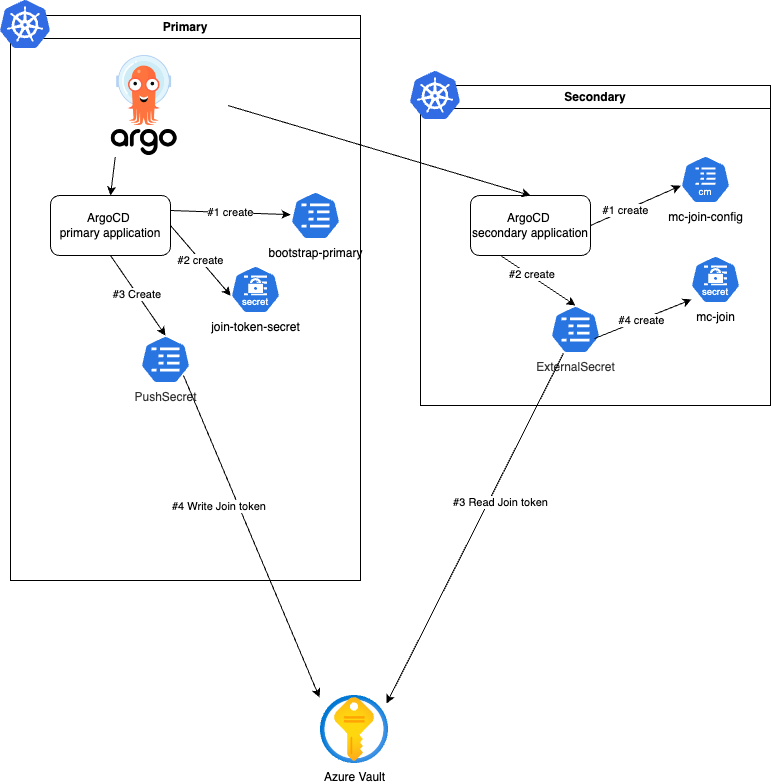 Primary
argo
ArgoCD
primary application
#1 create
bootstrap-primary
#2 create
secret
join-token-secret
#3 Create
PushSecret
#4 Write Join token
Secondary
ArgoCD
secondary application
#1 create
cm
mc-join-config
#2 create
secret
mc-join
#4 create
ExternalSecret
#3 Read Join token
Azure Vault